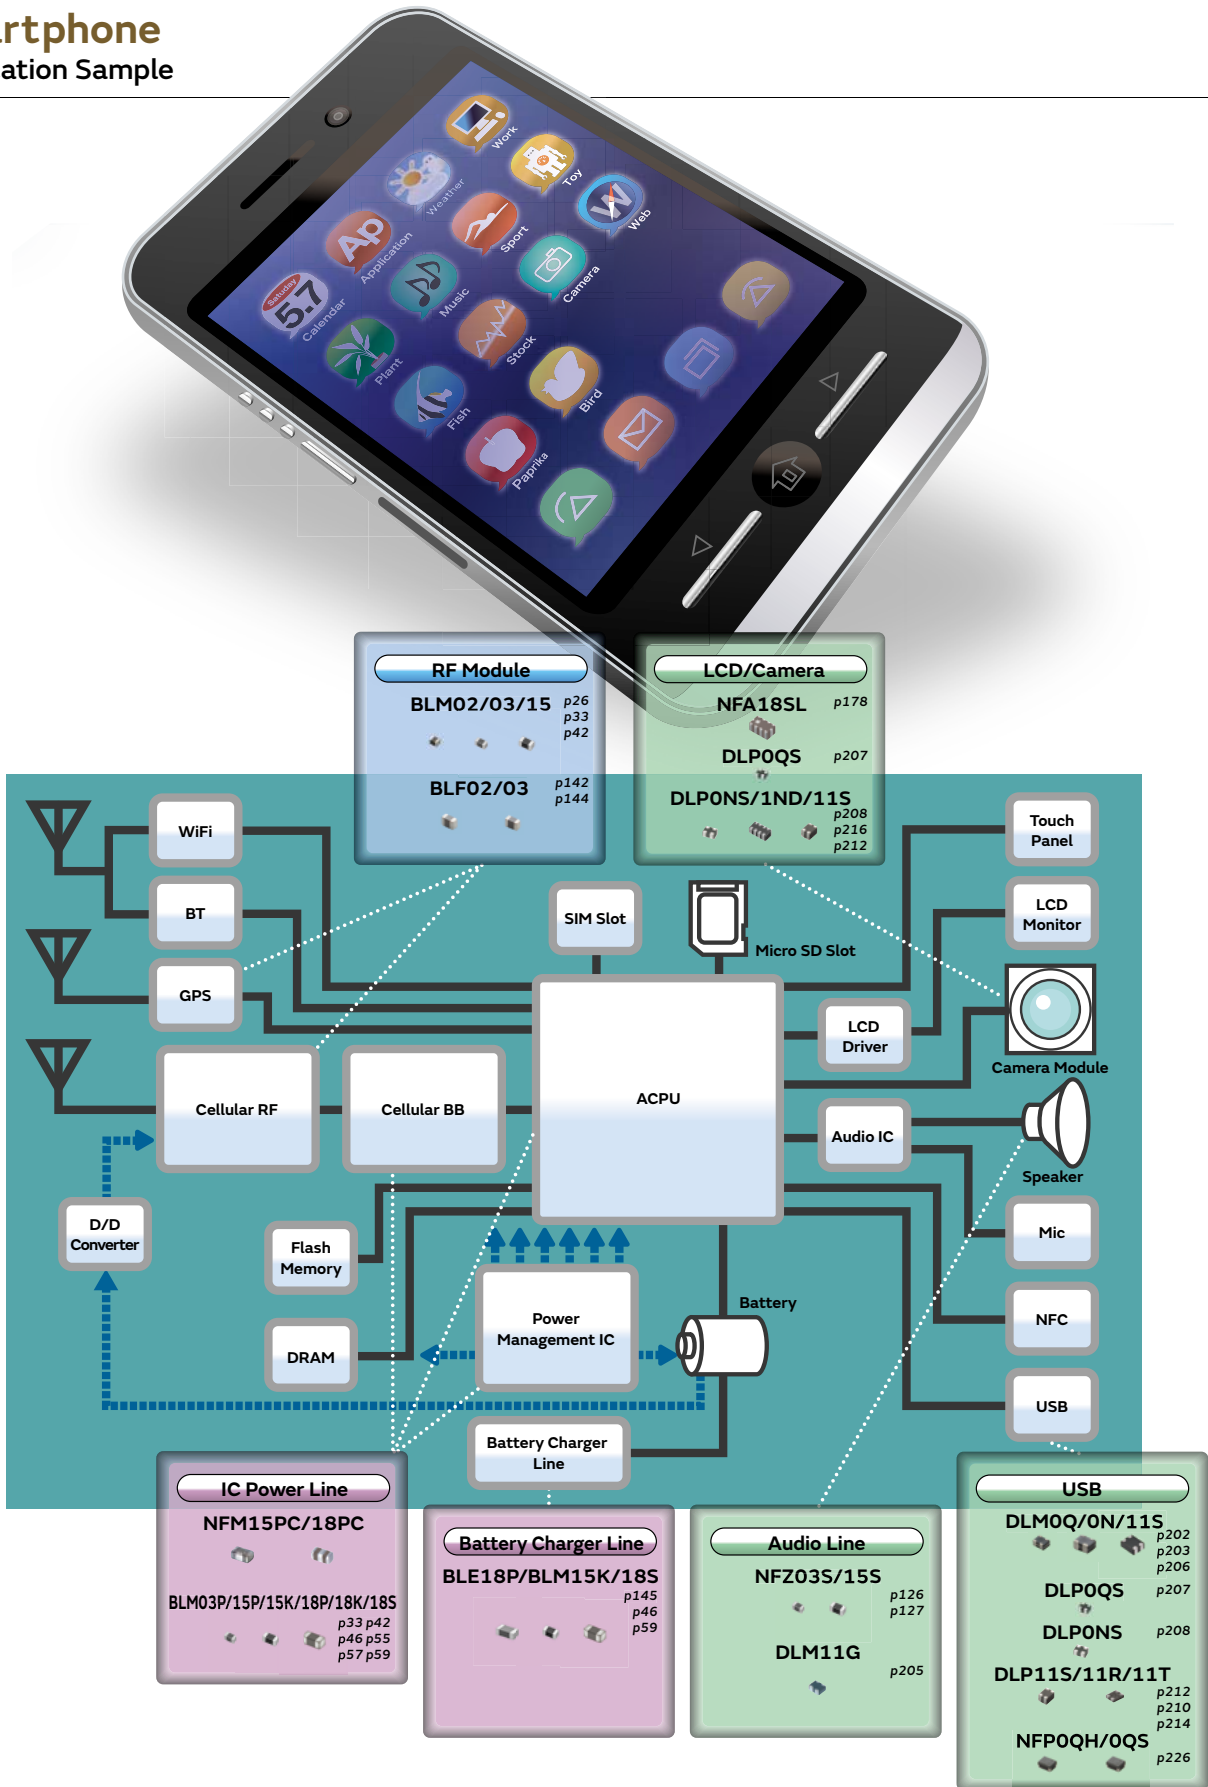 rtphone
ation Sample
Work
Toy
Web
Weather
Sport
Camera
Ap
Application
Music
Stock
Bird
Saturday
5.7
Calendar
Plant
Fish
Paprika
RF Module
BLM02/03/15 p26
p33
p42
BLF02/03 p142
p144
LCD/Camera
NFA18SL p178
DLP0QS p207
DLP0NS/1ND/11S
p208
p216
p212
WiFi
BT
GPS
SIM Slot
Micro SD Slot
Touch
Panel
LCD
Monitor
LCD
Driver
Camera Module
Cellular RF
Cellular BB
ACPU
Audio IC
Speaker
D/D
Converter
Flash
Memory
Mic
Battery
Power
Management IC
NFC
DRAM
USB
Battery Charger
Line
IC Power Line
NFM15PC/18PC
BLM03P/15P/15K/18P/18K/18S
p33 p42
p46 p55
p57 p59
Battery Charger Line
BLE18P/BLM15K/18S
p145
p46
p59
Audio Line
NFZ03S/15S
p126
p127
DLM11G
p205
USB
DLM0Q/0N/11S
p202
p203
p206
DLP0QS p207
DLP0NS p208
DLP11S/11R/11T
p212
p210
p214
NFP0QH/0QS
p226